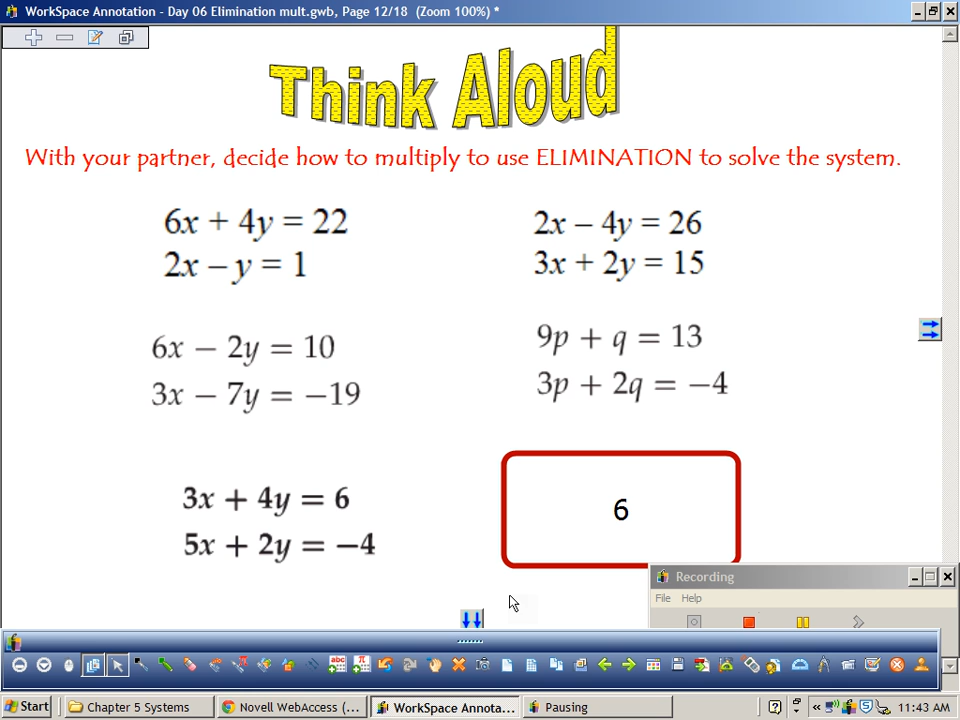 WorkSpace Annotation - Day 06 Elimination mult.gwb, Page 12/18 (Zoom 100%) *
Think Aloud
With your partner, decide how to multiply to use ELIMINATION to solve the system.
6x + 4y = 22
2x – y = 1
2x – 4y = 26
3x + 2y = 15
6x − 2y = 10
3x − 7y = −19
9p + q = 13
3p + 2q = −4
3x + 4y = 6
5x + 2y = −4
6
Recording
File Help
Start
Chapter 5 Systems
Novell WebAccess (...
WorkSpace Annota...
Pausing
11:43 AM